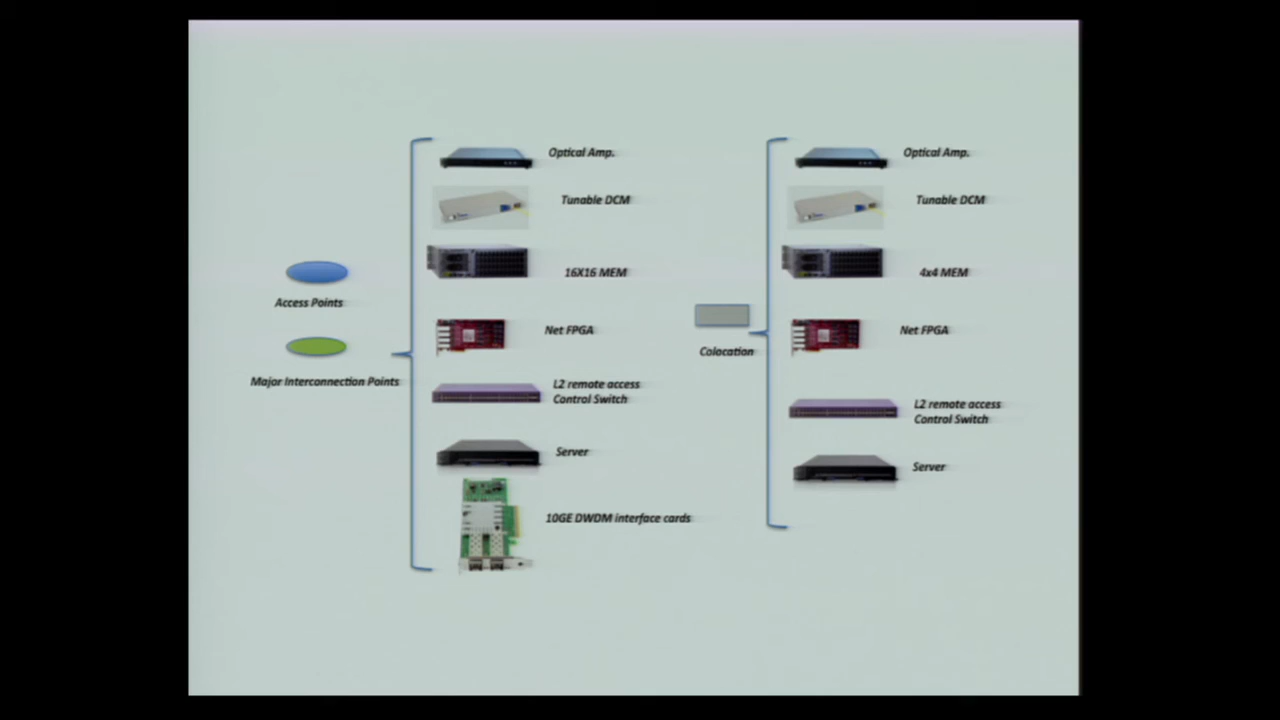 Access Points
Major Interconnection Points
Optical Amp.
Tunable DCM
16X16 MEM
Net FPGA
L2 remote access
Control Switch
Server
10GE DWDM interface cards
Colocation
Optical Amp.
Tunable DCM
4x4 MEM
Net FPGA
L2 remote access
Control Switch
Server